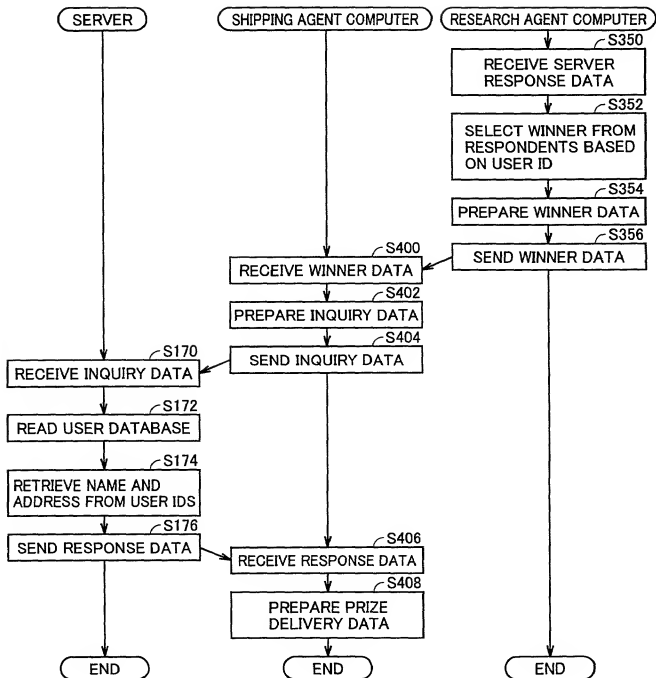 SERVER
SHIPPING AGENT COMPUTER
RESEARCH AGENT COMPUTER
S350
RECEIVE SERVER
RESPONSE DATA
S352
SELECT WINNER FROM
RESPONDENTS BASED
ON USER ID
S354
PREPARE WINNER DATA
S356
SEND WINNER DATA
S400
RECEIVE WINNER DATA
S402
PREPARE INQUIRY DATA
S404
SEND INQUIRY DATA
S170
RECEIVE INQUIRY DATA
S172
READ USER DATABASE
S174
RETRIEVE NAME AND
ADDRESS FROM USER IDS
S176
SEND RESPONSE DATA
S406
RECEIVE RESPONSE DATA
S408
PREPARE PRIZE
DELIVERY DATA
END
END
END